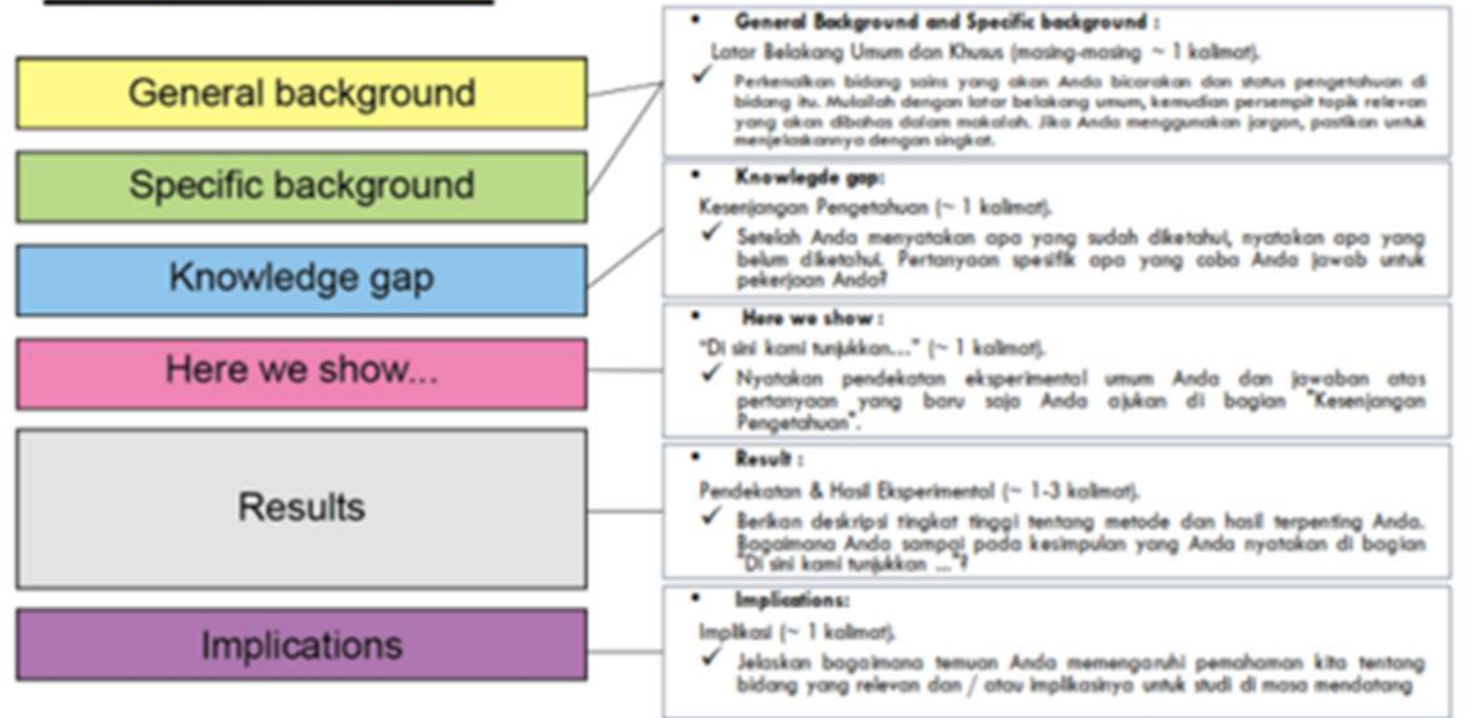 General background
Specific background
Knowledge gap
Here we show...
Results
Implications
• General Background and Specific background :
Latar Belakang Umum dan Khusus (masing-masing ~ 1 kalimat).
✓ Perkenalkan bidang sains yang akan Anda bicarakan dan status pengetahuan di
bidang itu. Mulailah dengan latar belakang umum, kemudian persempit topik relevan
yang akan dibahas dalam makalah. Jika Anda menggunakan jargon, pastikan untuk
menjelaskannya dengan singkat.
• Knowlegde gap:
Kesenjangan Pengetahuan (~ 1 kalimat).
✓ Setelah Anda menyatakan apa yang sudah diketahui, nyatakan apa yang
belum diketahui. Pertanyaan spesifik apa yang coba Anda jawab untuk
pekerjaan Anda?
• Here we show :
"Di sini kami tunjukkan..." (~ 1 kalimat).
✓ Nyatakan pendekatan eksperimental umum Anda dan jawaban atas
pertanyaan yang baru saja Anda ajukan di bagian "Kesenjangan
Pengetahuan".
• Result :
Pendekatan & Hasil Eksperimental (~ 1-3 kalimat).
✓ Berikan deskripsi tingkat tinggi tentang metode dan hasil terpenting Anda.
Bagaimana Anda sampai pada kesimpulan yang Anda nyatakan di bagian
"Di sini kami tunjukkan ..."?
• Implications:
Implikasi (~ 1 kalimat).
✓ Jelaskan bagaimana temuan Anda memengaruhi pemahaman kita tentang
bidang yang relevan dan / atau implikasinya untuk studi di masa mendatang